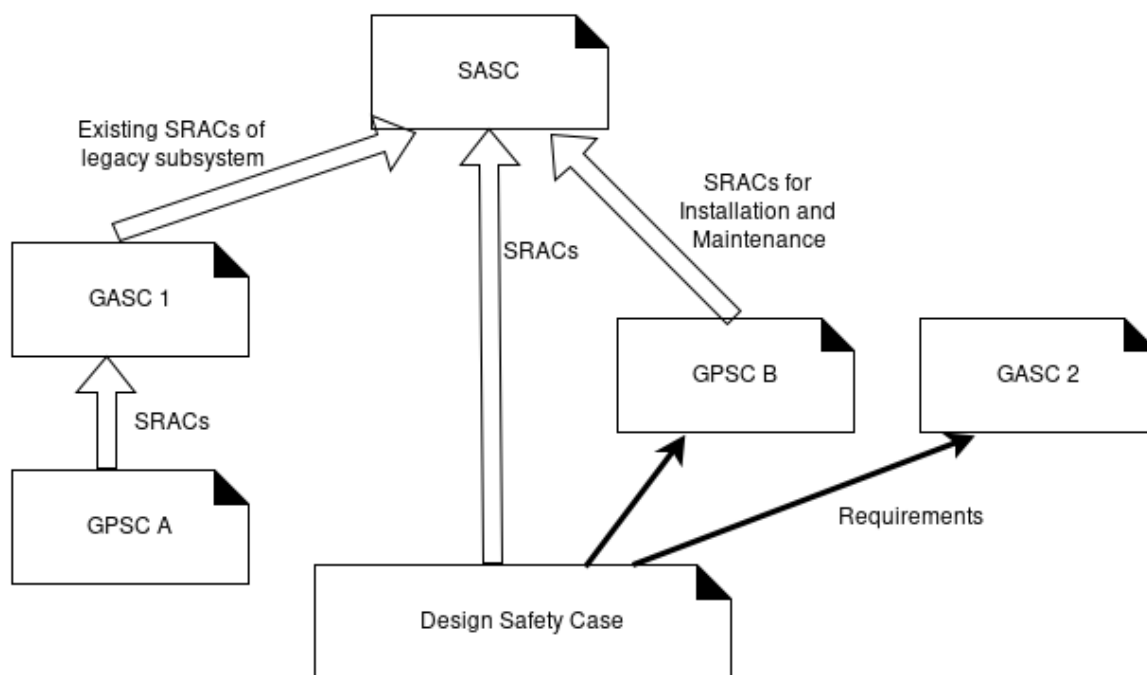 SASC
Existing SRACs of
legacy subsystem
SRACs for
Installation and
Maintenance
SRACs
GASC 1
GPSC B
GASC 2
SRACs
GPSC A
Requirements
Design Safety Case